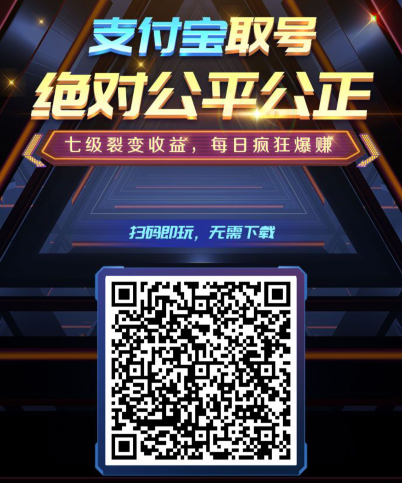 支付宝取号
绝对公平公正
七级裂变收益，每日疯狂爆赚
扫码即玩，无需下载